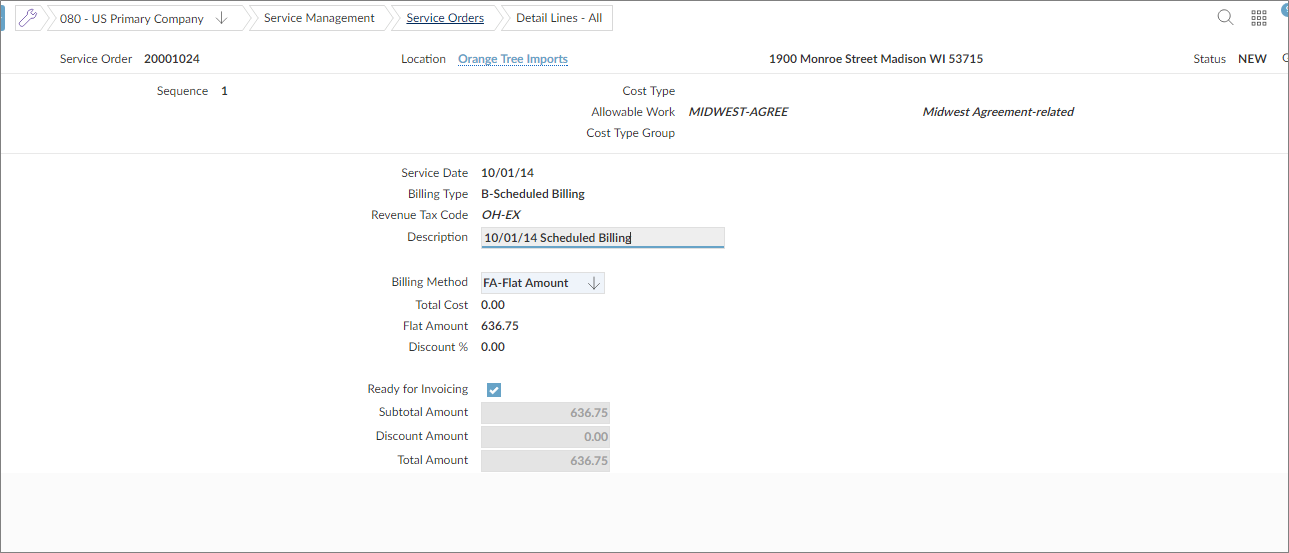 080 - US Primary Company Service Management Service Orders Detail Lines - All
Service Order 20001024 Location Orange Tree Imports 1900 Monroe Street Madison WI 53715 Status NEW
Sequence 1 Cost Type
Allowable Work MIDWEST-AGREE Midwest Agreement-related
Cost Type Group
Service Date 10/01/14
Billing Type B-Scheduled Billing
Revenue Tax Code OH-EX
Description 10/01/14 Scheduled Billing
Billing Method FA-Flat Amount
Total Cost 0.00
Flat Amount 636.75
Discount % 0.00
Ready for Invoicing
Subtotal Amount 636.75
Discount Amount 0.00
Total Amount 636.75